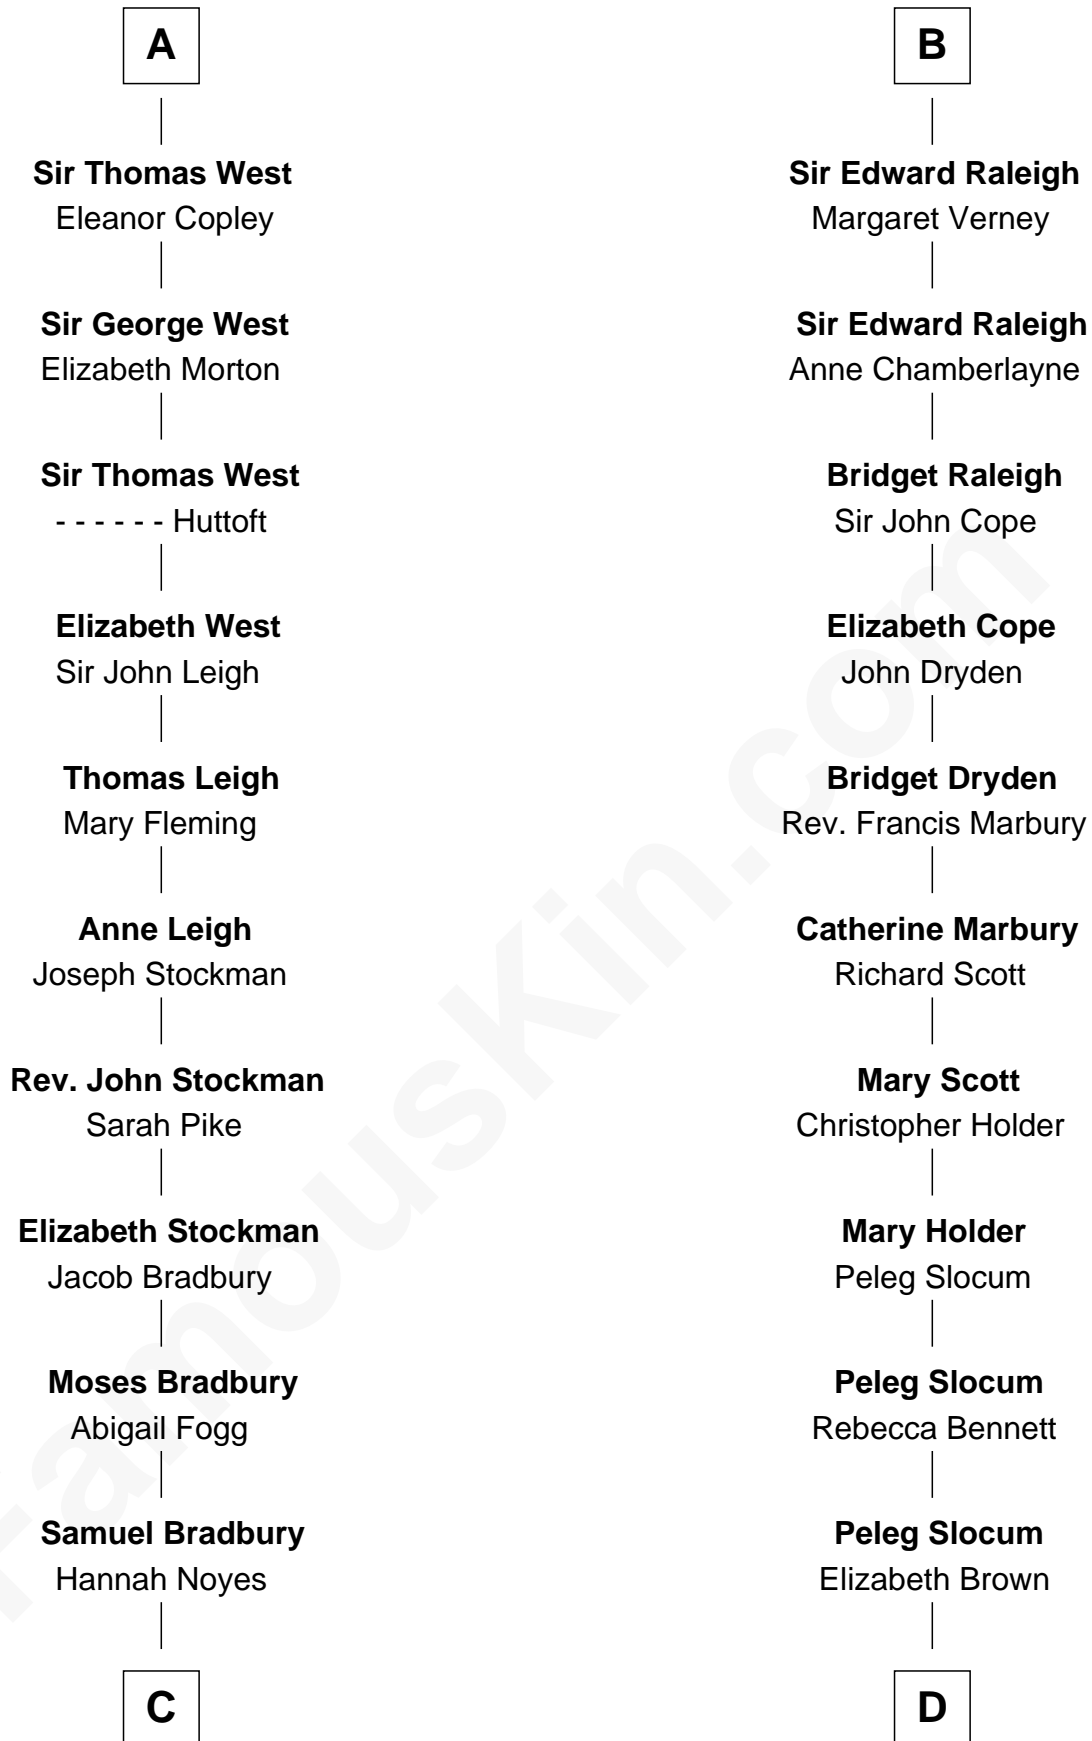 A
Sir Thomas West
Eleanor Copley
Sir George West
Elizabeth Morton
Sir Thomas West
- - - - - - Huttoft
Elizabeth West
Sir John Leigh
Thomas Leigh
Mary Fleming
Anne Leigh
Joseph Stockman
Rev. John Stockman
Sarah Pike
Elizabeth Stockman
Jacob Bradbury
Moses Bradbury
Abigail Fogg
Samuel Bradbury
Hannah Noyes
C
B
Sir Edward Raleigh
Margaret Verney
Sir Edward Raleigh
Anne Chamberlayne
Bridget Raleigh
Sir John Cope
Elizabeth Cope
John Dryden
Bridget Dryden
Rev. Francis Marbury
Catherine Marbury
Richard Scott
Mary Scott
Christopher Holder
Mary Holder
Peleg Slocum
Peleg Slocum
Rebecca Bennett
Peleg Slocum
Elizabeth Brown
D
FamousKin.com